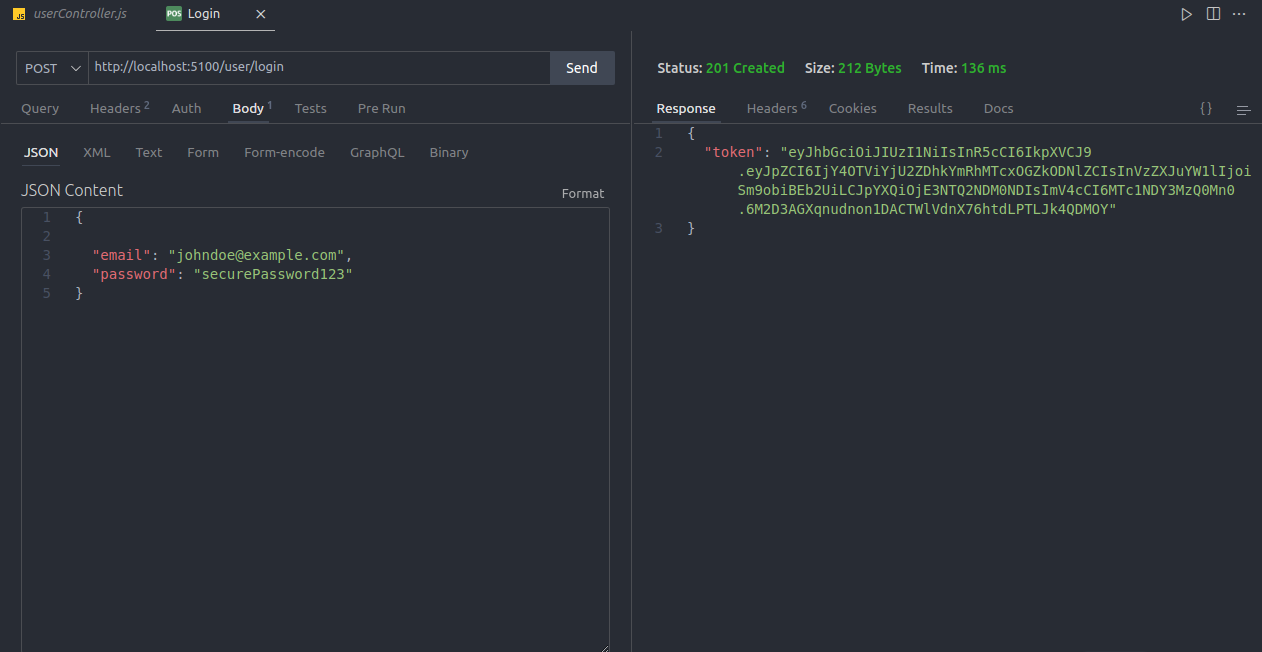 JS userController.js
POS Login
POST http://localhost:5100/user/login Send
Query Headers 2 Auth Body 1 Tests Pre Run
JSON XML Text Form Form-encode GraphQL Binary
JSON Content Format
1 {
2
3 "email": "johndoe@example.com",
4 "password": "securePassword123"
5 }
Status: 201 Created Size: 212 Bytes Time: 136 ms
Response Headers 6 Cookies Results Docs {}
1 {
2 "token": "eyJhbGciOiJIUzI1NiIsInR5cCI6IkpXVCJ9
.eyJpZCI6IjY4OTViYjU2ZDhkYmRhMTcxOGZkODNlZCIsInVzZXJuYW1lIjoi
Sm9obiBEb2UiLCJpYXQiOjE3NTQ2NDM0NDIsImV4cCI6MTc1NDY3MzQ0Mn0
.6M2D3AGXqnudnon1DACTWlVdnX76htdLPTLJk4QDMOY"
3 }